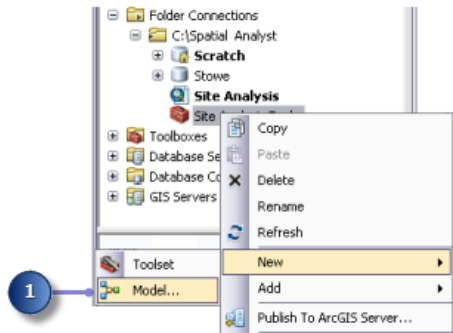 Folder Connections
C:\Spatial Analyst
Scratch
Stowe
Site Analysis
Site
Toolboxes
Database Se
Database Co
GIS Servers
Copy
Paste
Delete
Rename
Refresh
New
Add
Publish To ArcGIS Server...
Toolset
Model...
1